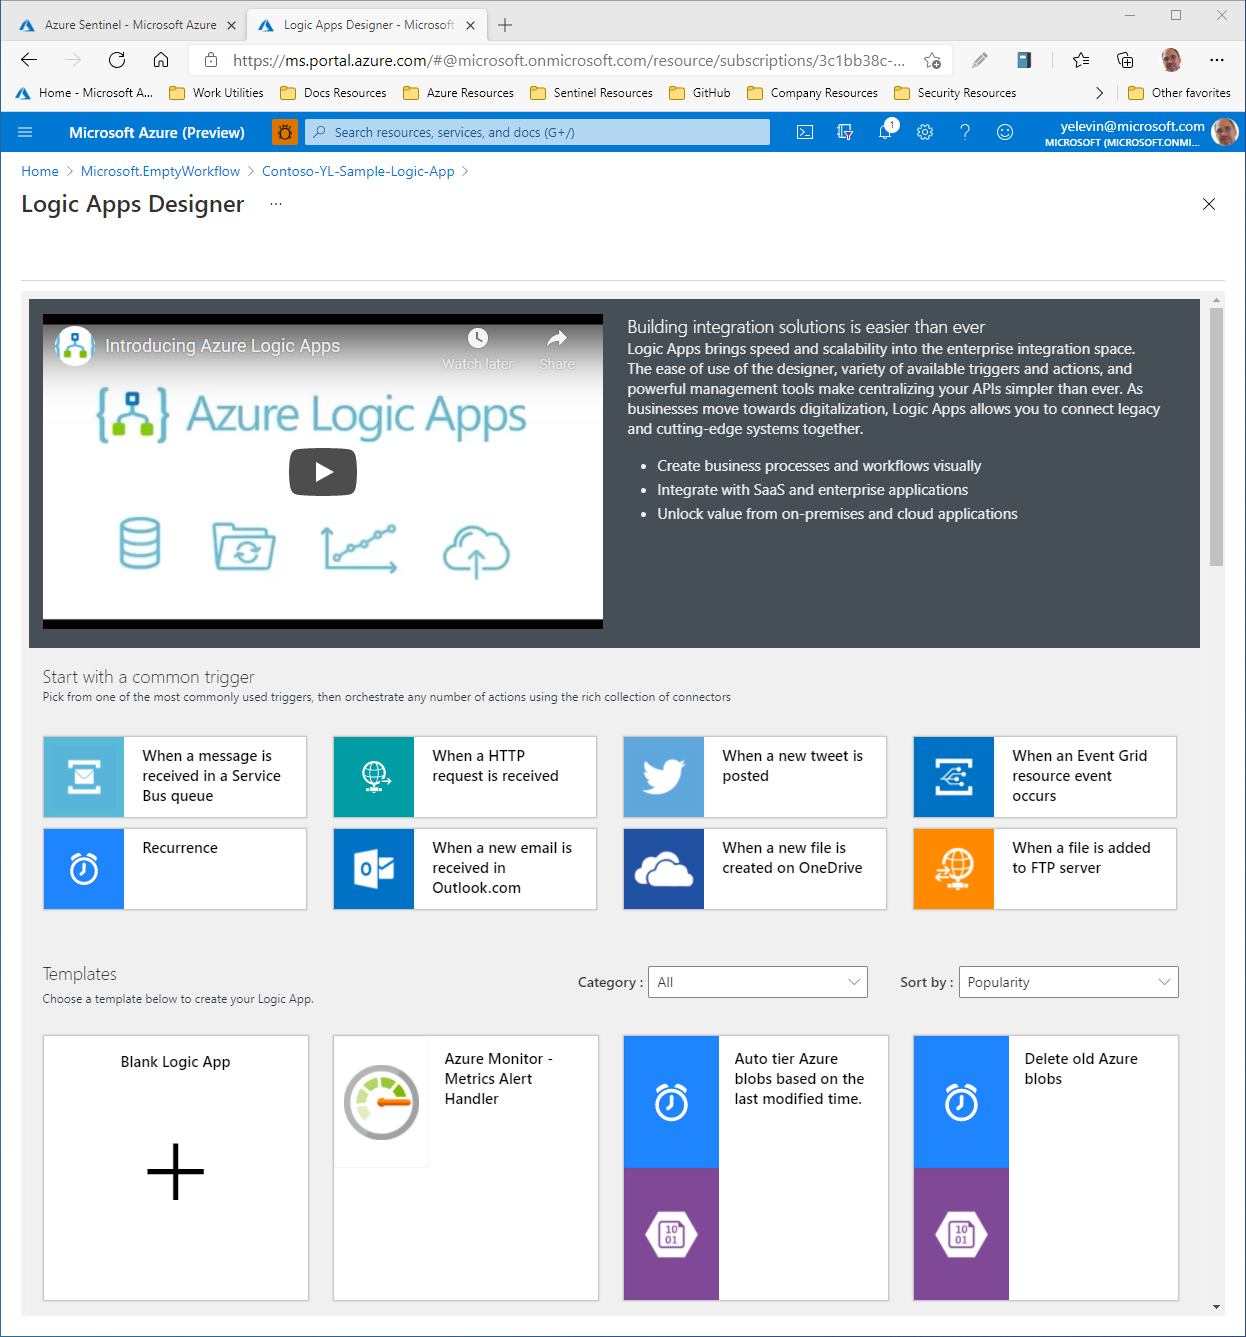 Azure Sentinel - Microsoft Azure
Logic Apps Designer - Microsoft
https://ms.portal.azure.com/#@microsoft.onmicrosoft.com/resource/subscriptions/3c1bb38c-...
Home - Microsoft A...
Work Utilities
Docs Resources
Azure Resources
Sentinel Resources
GitHub
Company Resources
Security Resources
Other favorites
Microsoft Azure (Preview)
Search resources, services, and docs (G+/)
1
yelevin@microsoft.com
MICROSOFT (MICROSOFT.ONMI...
Home > Microsoft.EmptyWorkflow > Contoso-YL-Sample-Logic-App >
Logic Apps Designer ...
Introducing Azure Logic Apps
Watch later
Share
Azure Logic Apps
Building integration solutions is easier than ever
Logic Apps brings speed and scalability into the enterprise integration space.
The ease of use of the designer, variety of available triggers and actions, and
powerful management tools make centralizing your APIs simpler than ever. As
businesses move towards digitalization, Logic Apps allows you to connect legacy
and cutting-edge systems together.
• Create business processes and workflows visually
• Integrate with SaaS and enterprise applications
• Unlock value from on-premises and cloud applications
Start with a common trigger
Pick from one of the most commonly used triggers, then orchestrate any number of actions using the rich collection of connectors
When a message is
received in a Service
Bus queue
When a HTTP
request is received
When a new tweet is
posted
When an Event Grid
resource event
occurs
Recurrence
When a new email is
received in
Outlook.com
When a new file is
created on OneDrive
When a file is added
to FTP server
Templates
Choose a template below to create your Logic App.
Category : All
Sort by : Popularity
Blank Logic App
Azure Monitor -
Metrics Alert
Handler
Auto tier Azure
blobs based on the
last modified time.
10
01
Delete old Azure
blobs
10
01